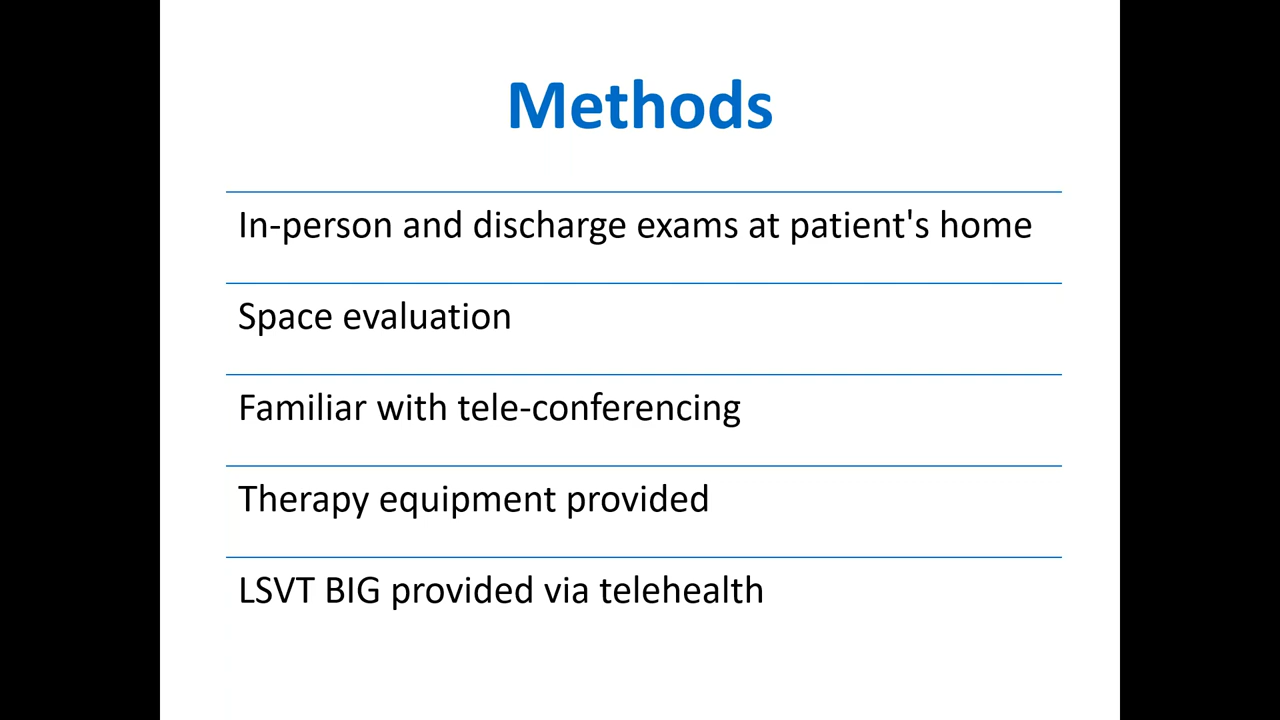 Methods
In-person and discharge exams at patient's home
Space evaluation
Familiar with tele-conferencing
Therapy equipment provided
LSVT BIG provided via telehealth